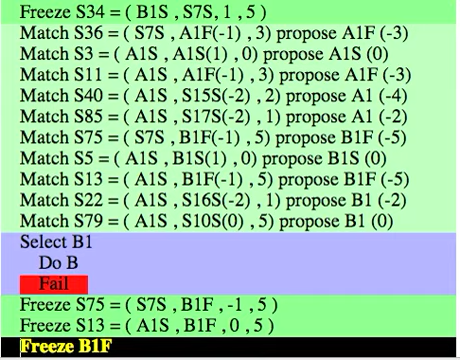 Freeze S34 = ( B1S , S7S, 1 , 5 )
Match S36 = ( S7S , A1F(-1) , 3) propose A1F (-3)
Match S3 = ( A1S , A1S(1) , 0) propose A1S (0)
Match S11 = ( A1S , A1F(-1) , 3) propose A1F (-3)
Match S40 = ( A1S , S15S(-2) , 2) propose A1 (-4)
Match S85 = ( A1S , S17S(-2) , 1) propose A1 (-2)
Match S75 = ( S7S , B1F(-1) , 5) propose B1F (-5)
Match S5 = ( A1S , B1S(1) , 0) propose B1S (0)
Match S13 = ( A1S , B1F(-1) , 5) propose B1F (-5)
Match S22 = ( A1S , S16S(-2) , 1) propose B1 (-2)
Match S79 = ( A1S , S10S(0) , 5) propose B1 (0)
Select B1
Do B
Fail
Freeze S75 = ( S7S , B1F , -1 , 5 )
Freeze S13 = ( A1S , B1F , 0 , 5 )
Freeze B1F